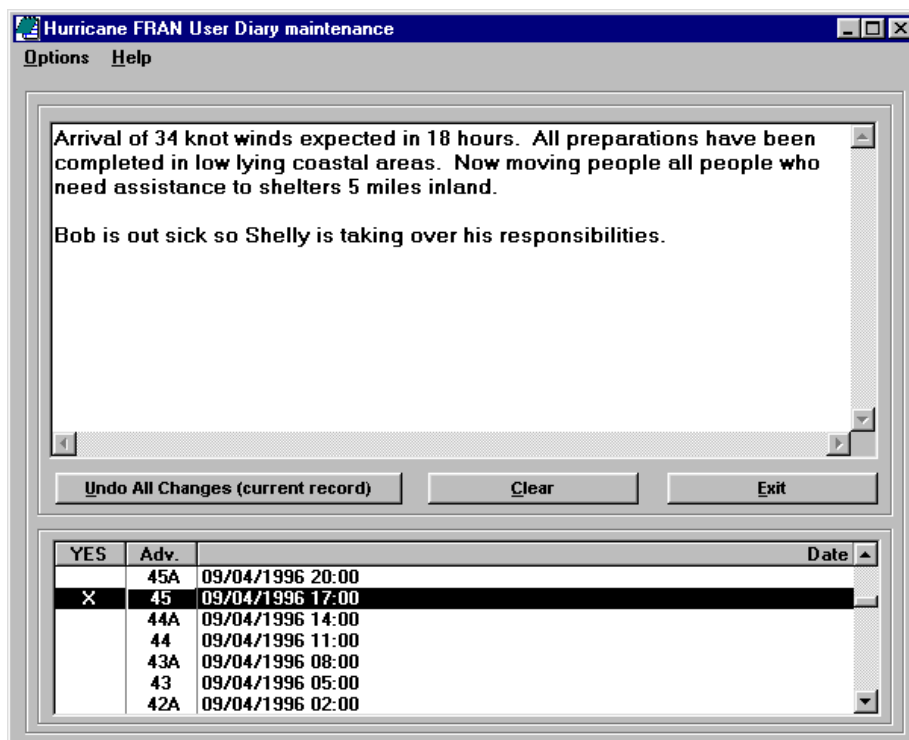 Hurricane FRAN User Diary maintenance
Options Help
Arrival of 34 knot winds expected in 18 hours.  All preparations have been
completed in low lying coastal areas.  Now moving people all people who
need assistance to shelters 5 miles inland.
Bob is out sick so Shelly is taking over his responsibilities.
Undo All Changes (current record) Clear Exit
YES Adv. Date
45A 09/04/1996 20:00
X 45 09/04/1996 17:00
44A 09/04/1996 14:00
44 09/04/1996 11:00
43A 09/04/1996 08:00
43 09/04/1996 05:00
42A 09/04/1996 02:00